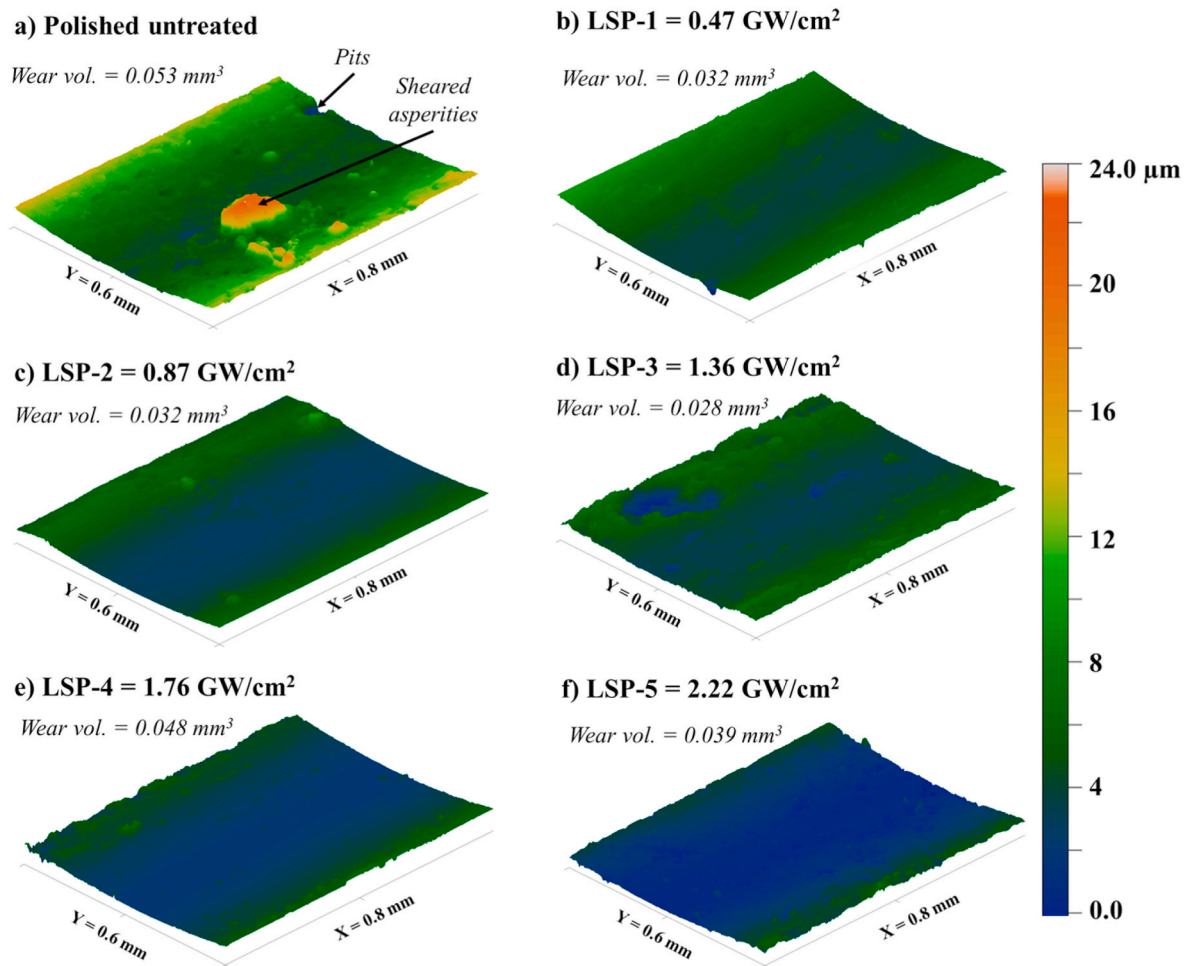 a) Polished untreated
Wear vol. = 0.053 mm³
Pits
Sheared
asperities
Y = 0.6 mm
X = 0.8 mm
b) LSP-1 = 0.47 GW/cm²
Wear vol. = 0.032 mm³
Y = 0.6 mm
X = 0.8 mm
c) LSP-2 = 0.87 GW/cm²
Wear vol. = 0.032 mm³
Y = 0.6 mm
X = 0.8 mm
d) LSP-3 = 1.36 GW/cm²
Wear vol. = 0.028 mm³
Y = 0.6 mm
X = 0.8 mm
e) LSP-4 = 1.76 GW/cm²
Wear vol. = 0.048 mm³
Y = 0.6 mm
X = 0.8 mm
f) LSP-5 = 2.22 GW/cm²
Wear vol. = 0.039 mm³
Y = 0.6 mm
X = 0.8 mm
24.0 µm
20
16
12
8
4
0.0